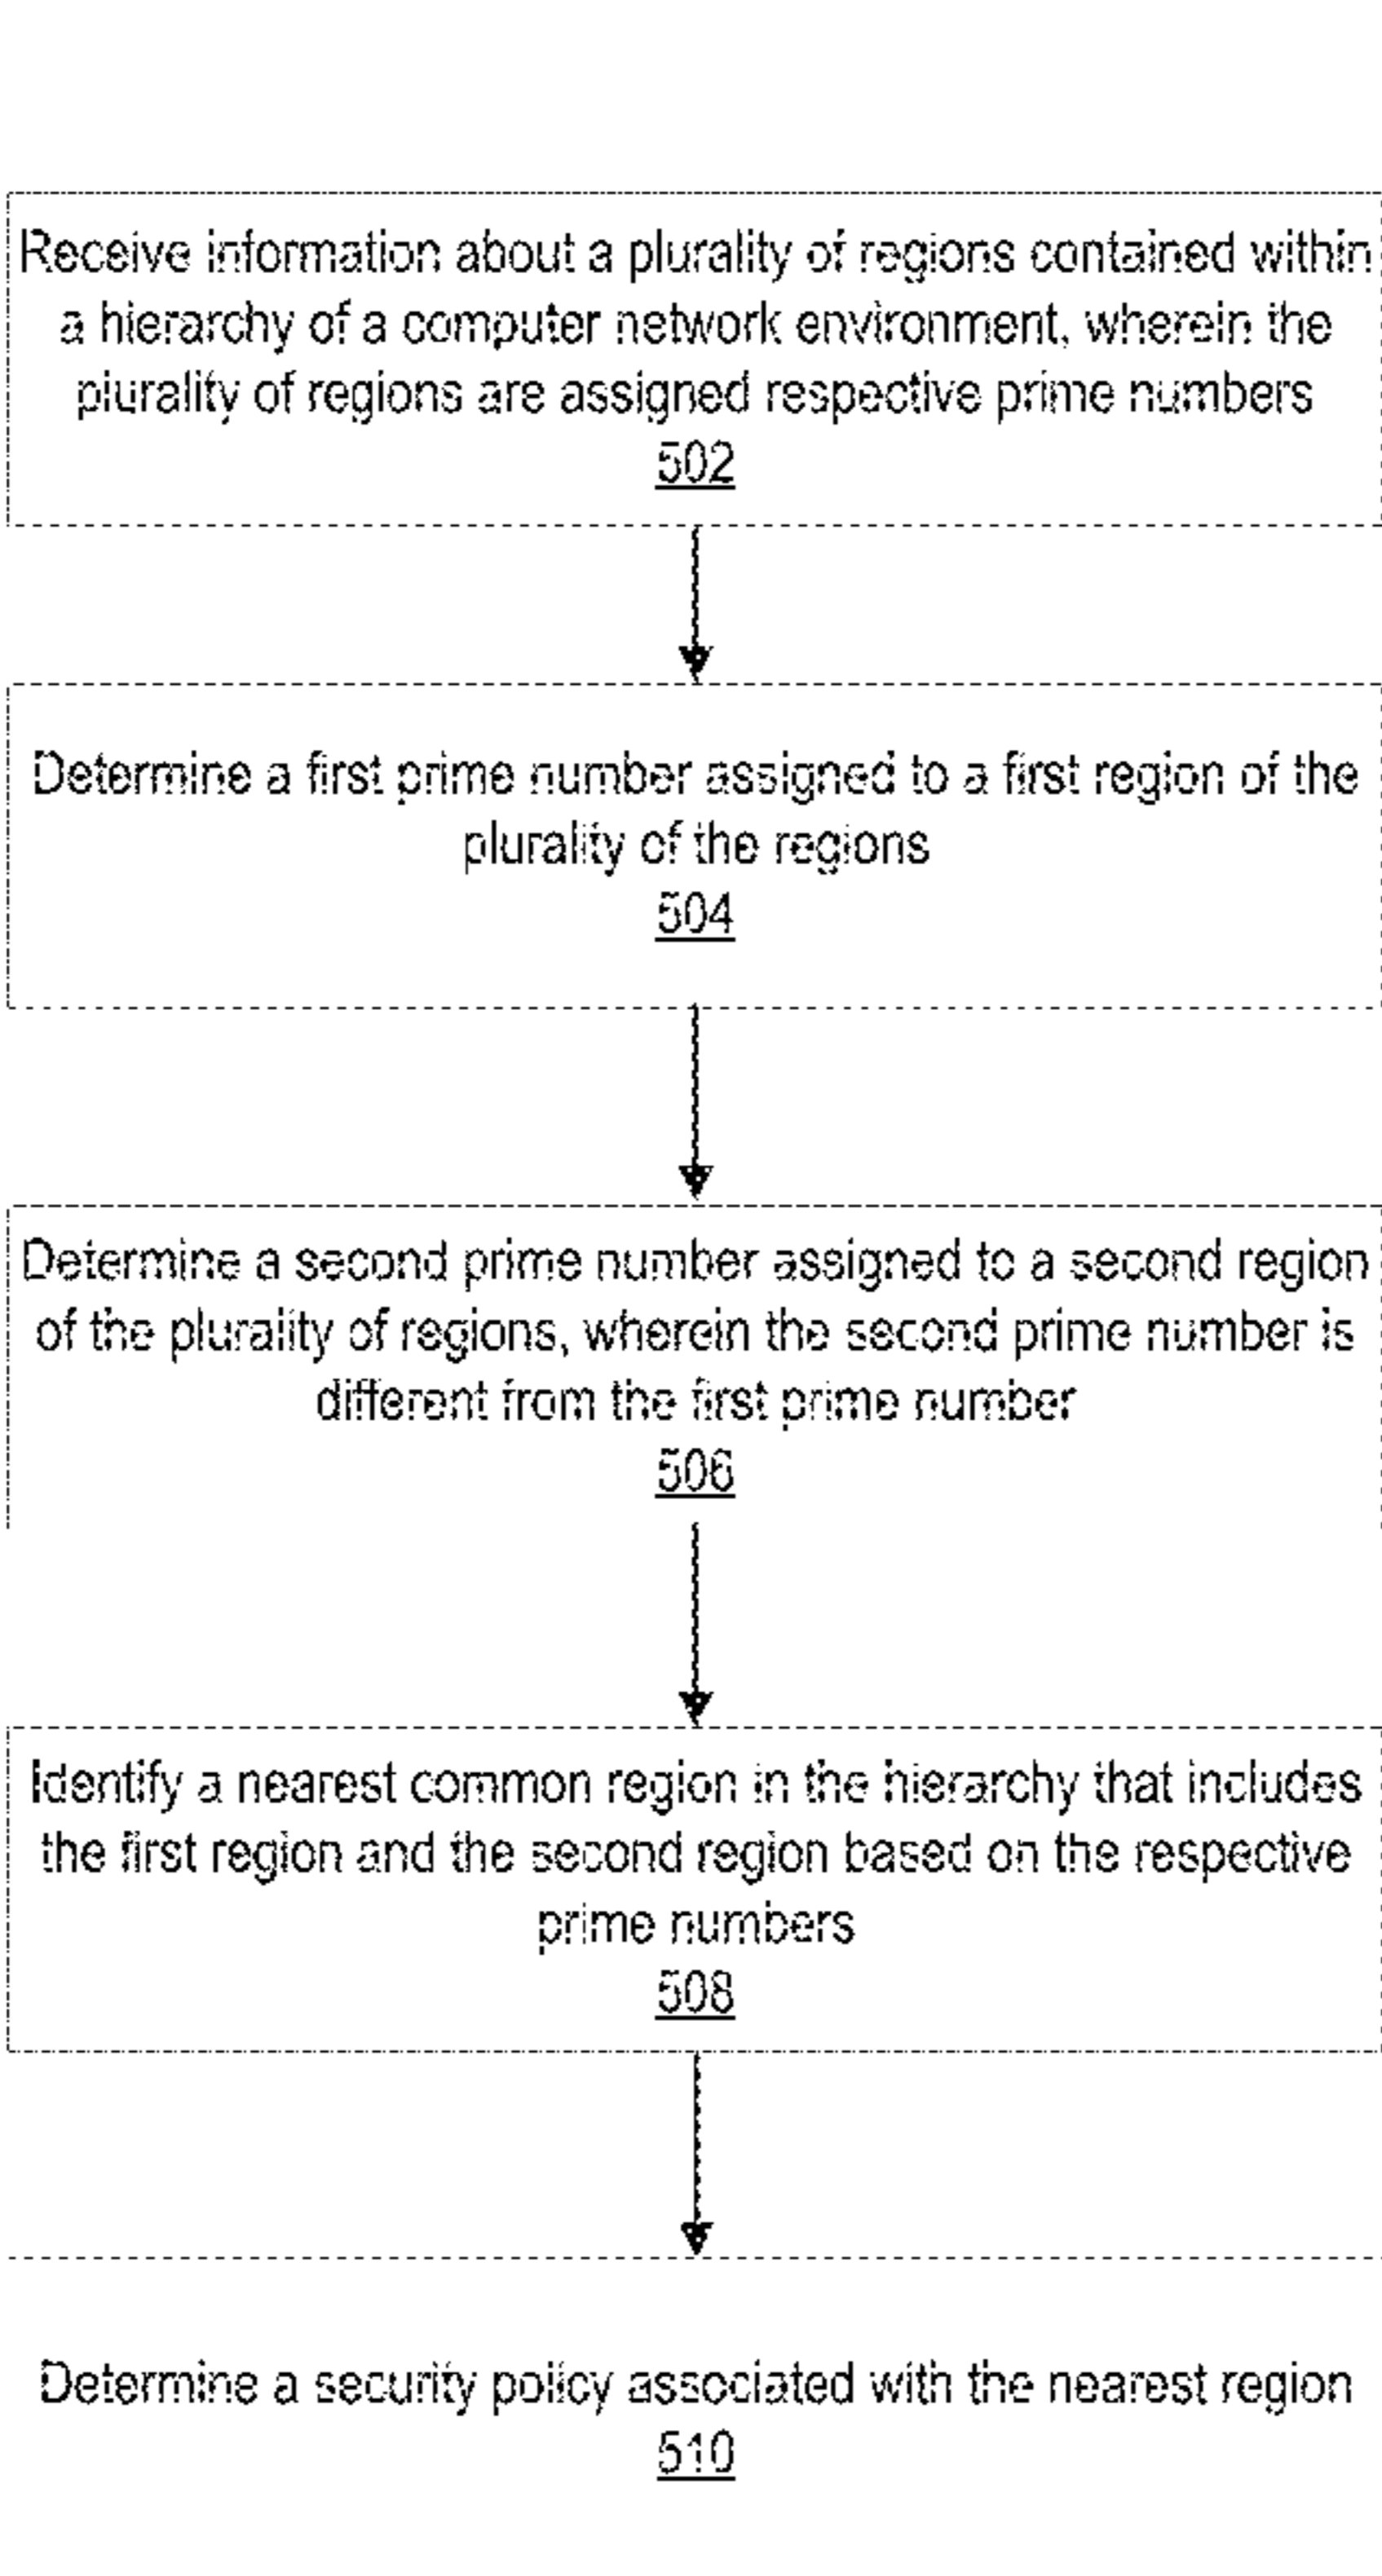 Receive information about a plurality of regions contained within
a hierarchy of a computer network environment, wherein the
plurality of regions are assigned respective prime numbers
502
Determine a first prime number assigned to a first region of the
plurality of the regions
504
Determine a second prime number assigned to a second region
of the plurality of regions, wherein the second prime number is
different from the first prime number
506
Identify a nearest common region in the hierarchy that includes
the first region and the second region based on the respective
prime numbers
508
Determine a security policy associated with the nearest region
510